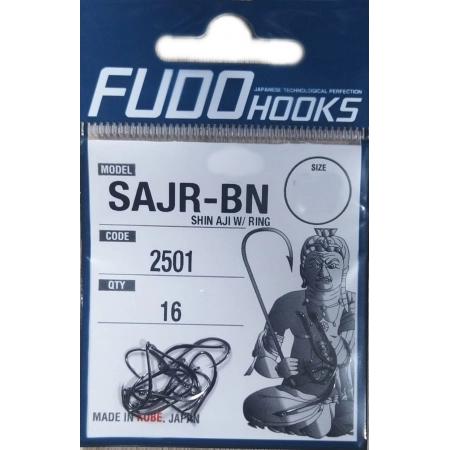 FUDO HOOKS
JAPANESE TECHNOLOGICAL PERFECTION
MODEL
SAJR-BN
SHIN AJI W/ RING
SIZE
CODE
2501
QTY
16
MADE IN KOBE, JAPAN